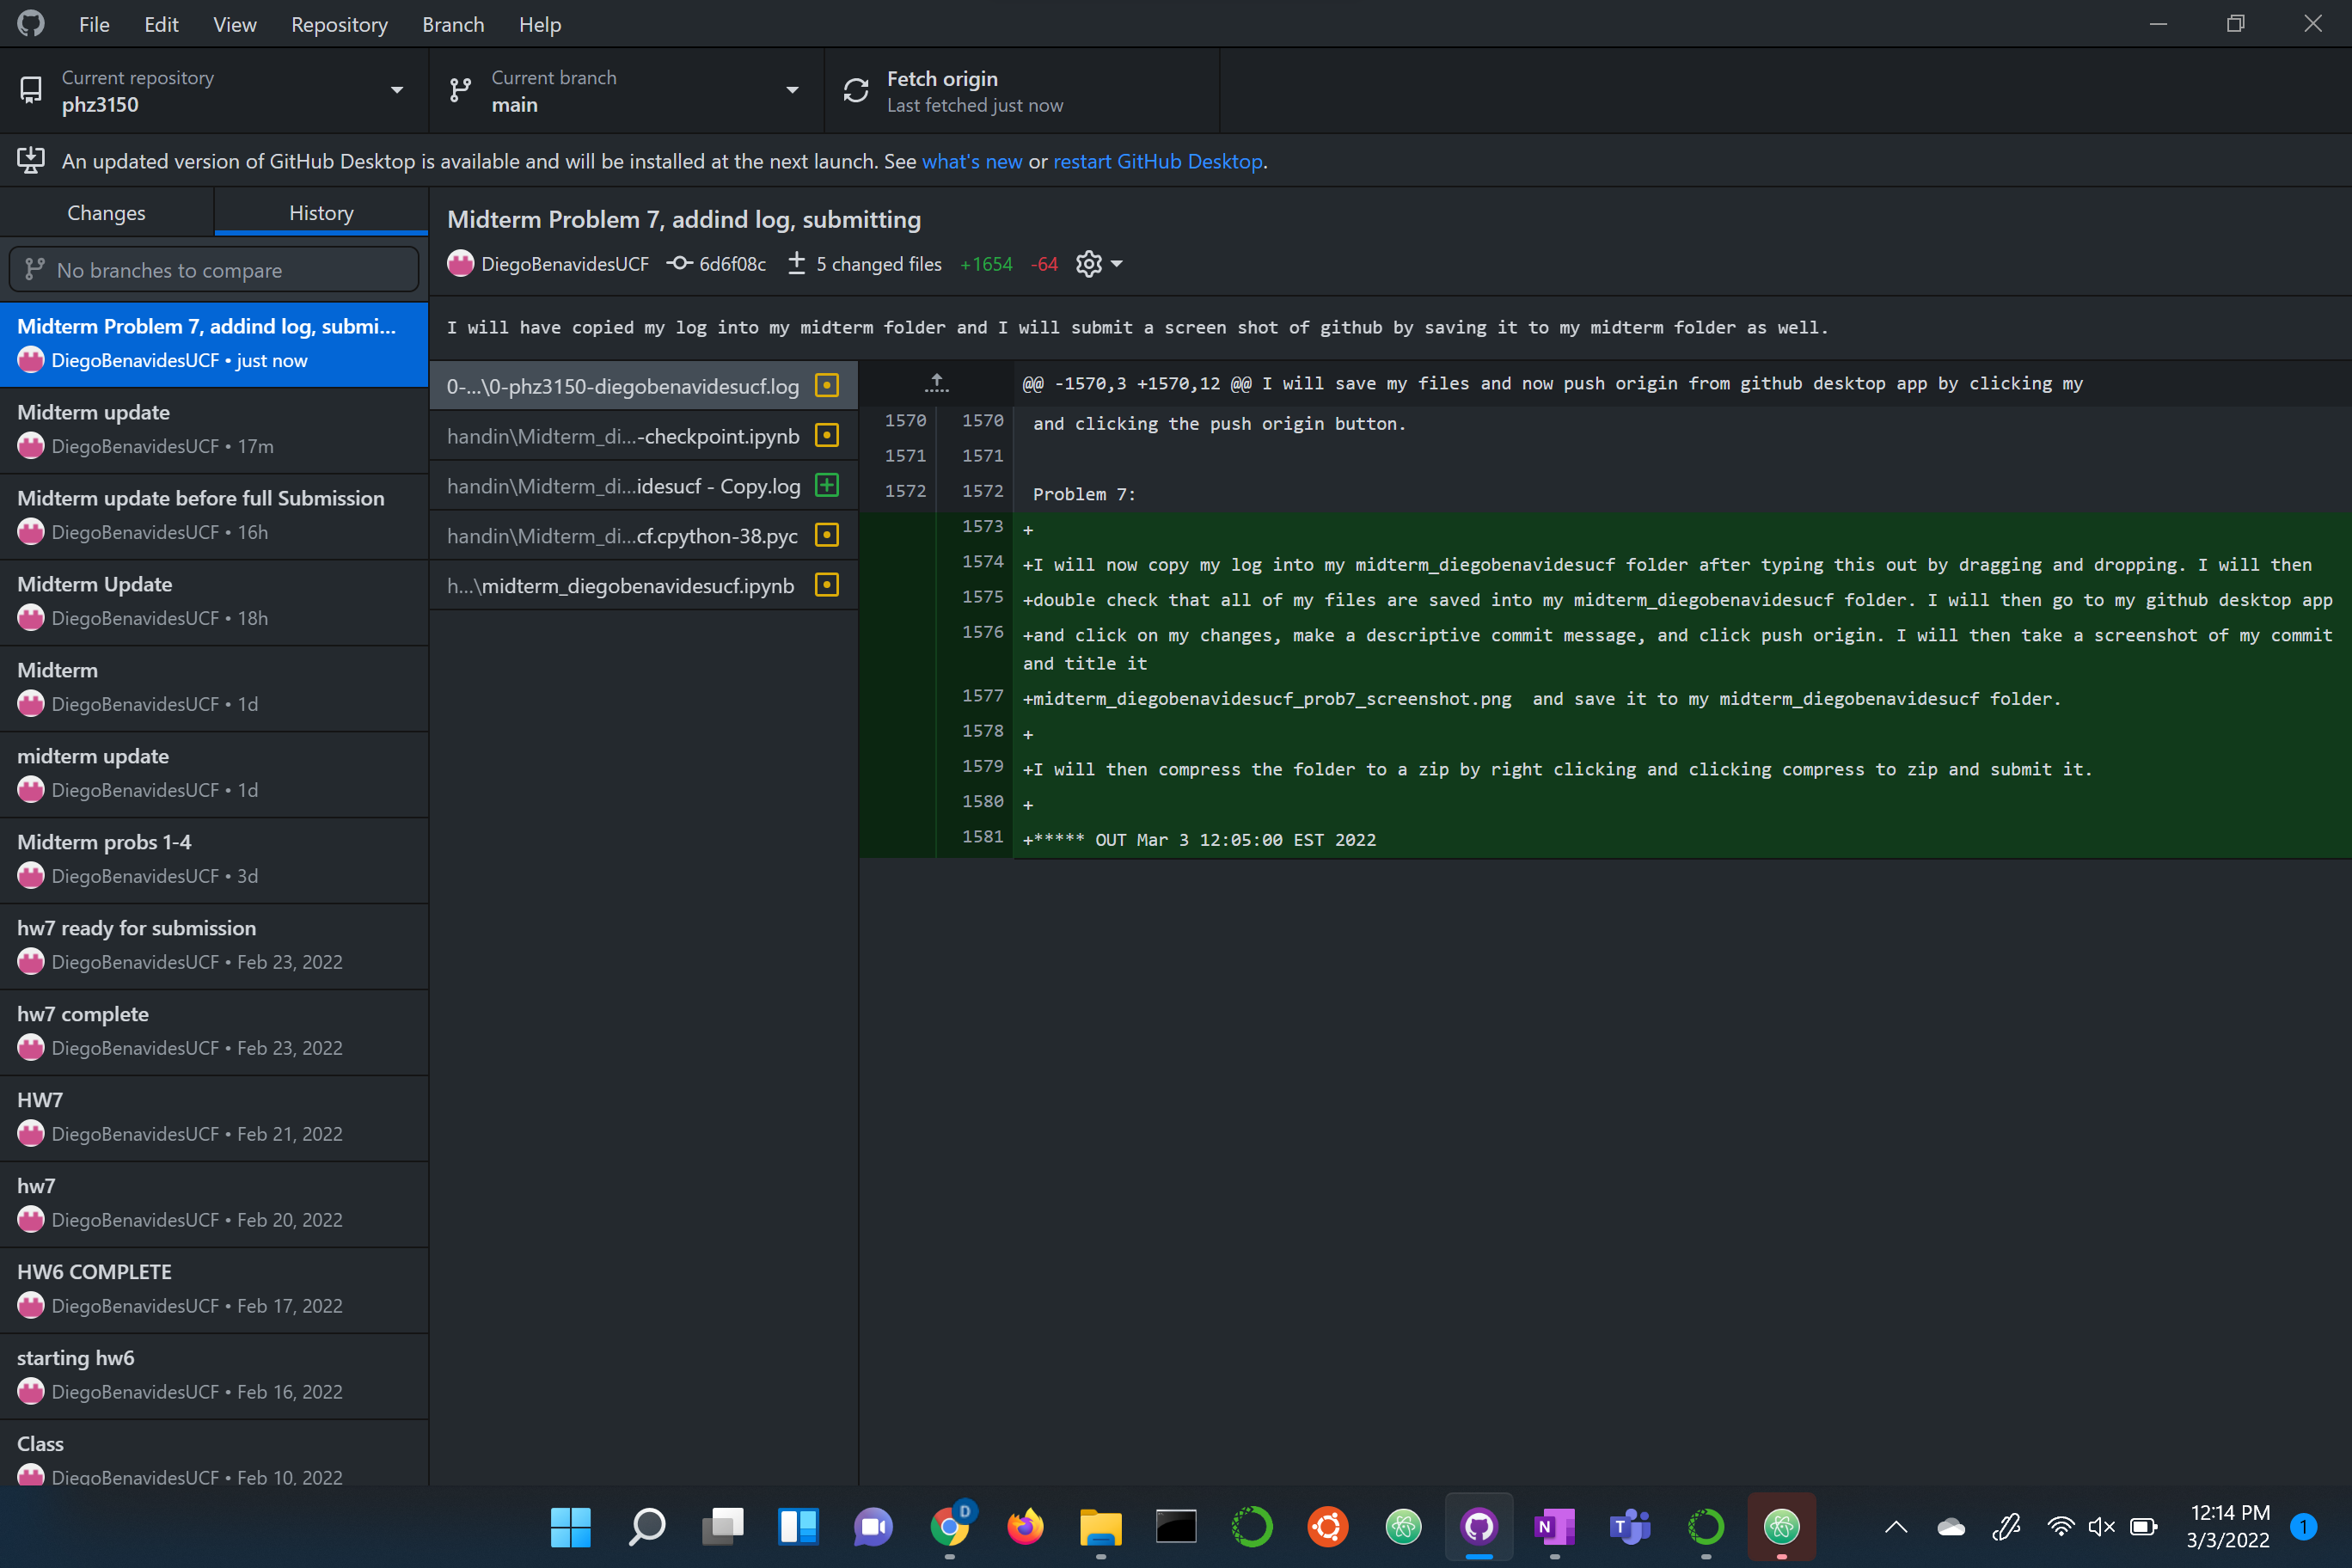 File Edit View Repository Branch Help
Current repository
phz3150
Current branch
main
Fetch origin
Last fetched just now
An updated version of GitHub Desktop is available and will be installed at the next launch. See what's new or restart GitHub Desktop.
Changes
History
No branches to compare
Midterm Problem 7, addind log, submi...
DiegoBenavidesUCF • just now
Midterm update
DiegoBenavidesUCF • 17m
Midterm update before full Submission
DiegoBenavidesUCF • 16h
Midterm Update
DiegoBenavidesUCF • 18h
Midterm
DiegoBenavidesUCF • 1d
midterm update
DiegoBenavidesUCF • 1d
Midterm probs 1-4
DiegoBenavidesUCF • 3d
hw7 ready for submission
DiegoBenavidesUCF • Feb 23, 2022
hw7 complete
DiegoBenavidesUCF • Feb 23, 2022
HW7
DiegoBenavidesUCF • Feb 21, 2022
hw7
DiegoBenavidesUCF • Feb 20, 2022
HW6 COMPLETE
DiegoBenavidesUCF • Feb 17, 2022
starting hw6
DiegoBenavidesUCF • Feb 16, 2022
Class
DiegoBenavidesUCF • Feb 10, 2022
Midterm Problem 7, addind log, submitting
DiegoBenavidesUCF 6d6f08c 5 changed files +1654 -64
I will have copied my log into my midterm folder and I will submit a screen shot of github by saving it to my midterm folder as well.
0-...\0-phz3150-diegobenavidesucf.log
handin\Midterm_di...-checkpoint.ipynb
handin\Midterm_di...idesucf - Copy.log
handin\Midterm_di...cf.cpython-38.pyc
h...\midterm_diegobenavidesucf.ipynb
@@ -1570,3 +1570,12 @@ I will save my files and now push origin from github desktop app by clicking my
1570 1570 and clicking the push origin button.
1571 1571
1572 1572 Problem 7:
1573 +
1574 +I will now copy my log into my midterm_diegobenavidesucf folder after typing this out by dragging and dropping. I will then
1575 +double check that all of my files are saved into my midterm_diegobenavidesucf folder. I will then go to my github desktop app
1576 +and click on my changes, make a descriptive commit message, and click push origin. I will then take a screenshot of my commit
and title it
1577 +midterm_diegobenavidesucf_prob7_screenshot.png  and save it to my midterm_diegobenavidesucf folder.
1578 +
1579 +I will then compress the folder to a zip by right clicking and clicking compress to zip and submit it.
1580 +
1581 +***** OUT Mar 3 12:05:00 EST 2022
D
N
T
12:14 PM
3/3/2022
1